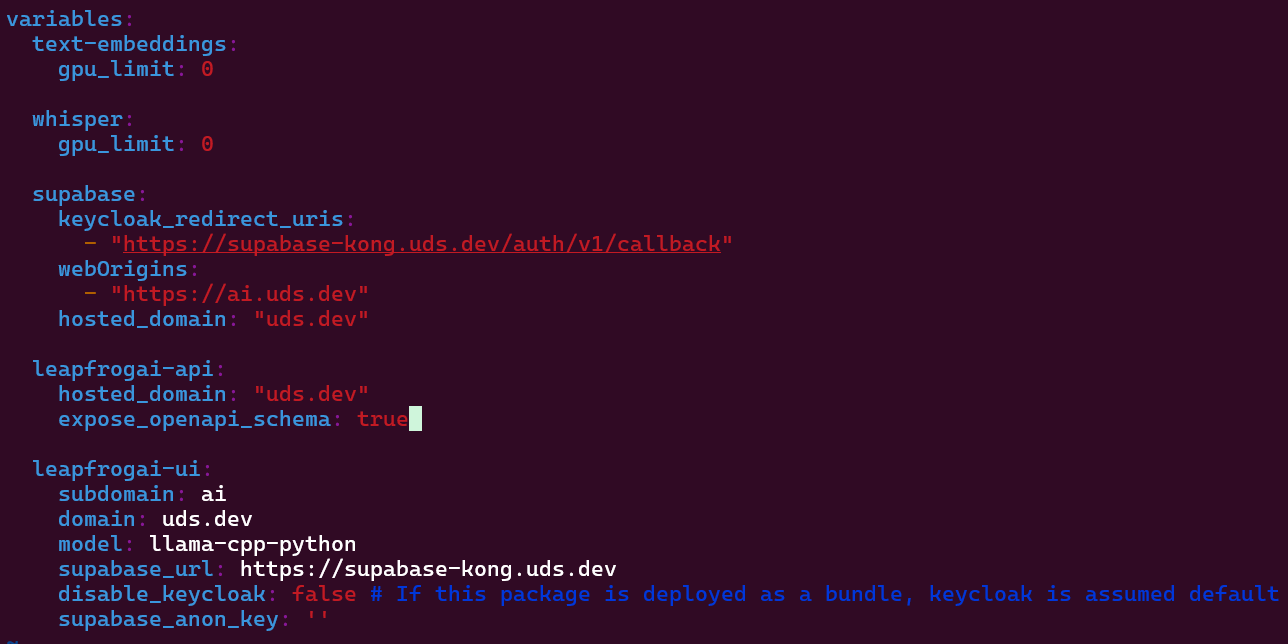 variables:
  text-embeddings:
    gpu_limit: 0

  whisper:
    gpu_limit: 0

  supabase:
    keycloak_redirect_uris:
      - "https://supabase-kong.uds.dev/auth/v1/callback"
    webOrigins:
      - "https://ai.uds.dev"
    hosted_domain: "uds.dev"

  leapfrogai-api:
    hosted_domain: "uds.dev"
    expose_openapi_schema: true

  leapfrogai-ui:
    subdomain: ai
    domain: uds.dev
    model: llama-cpp-python
    supabase_url: https://supabase-kong.uds.dev
    disable_keycloak: false # If this package is deployed as a bundle, keycloak is assumed default
    supabase_anon_key: ''
~